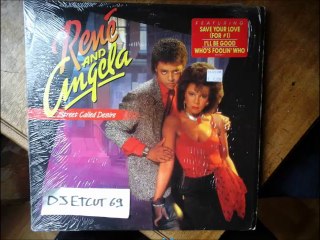 René
AND
Angela
Street Called Desire
FEATURING
SAVE YOUR LOVE
(FOR #1)
I'LL BE GOOD
WHO'S FOOLIN' WHO
DJ ETCUT 69